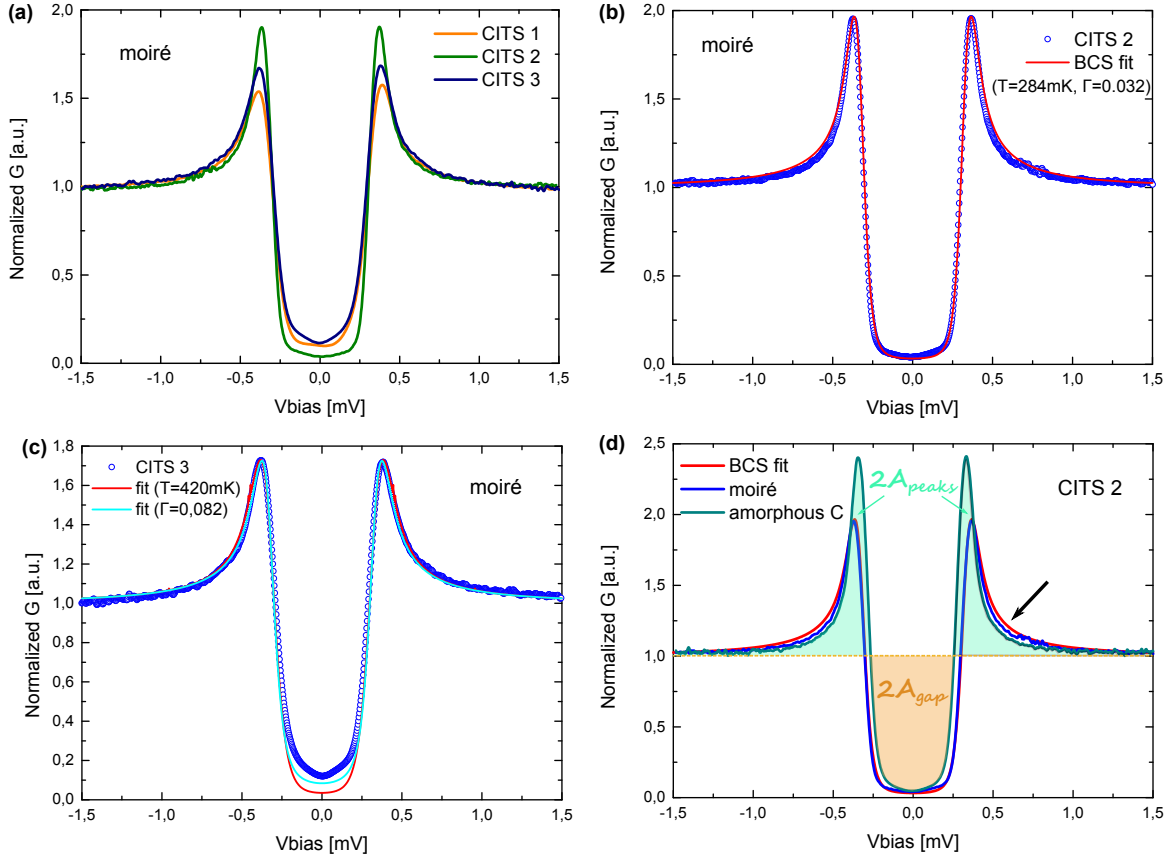 (a)
moiré
CITS 1
CITS 2
CITS 3
2,0
1,5
1,0
0,5
0,0
Normalized G [a.u.]
-1,5 -1,0 -0,5 0,0 0,5 1,0 1,5
Vbias [mV]
(b)
moiré
CITS 2
BCS fit
(T=284mK, Γ=0.032)
2,0
1,5
1,0
0,5
0,0
Normalized G [a.u.]
-1,5 -1,0 -0,5 0,0 0,5 1,0 1,5
Vbias [mV]
(c)
CITS 3
fit (T=420mK)
fit (Γ=0,082)
moiré
1,8
1,6
1,4
1,2
1,0
0,8
0,6
0,4
0,2
0,0
Normalized G [a.u.]
-1,5 -1,0 -0,5 0,0 0,5 1,0 1,5
Vbias [mV]
(d)
BCS fit
moiré
amorphous C
2Apeaks
CITS 2
2Agap
2,5
2,0
1,5
1,0
0,5
0,0
Normalized G [a.u.]
-1,5 -1,0 -0,5 0,0 0,5 1,0 1,5
Vbias [mV]